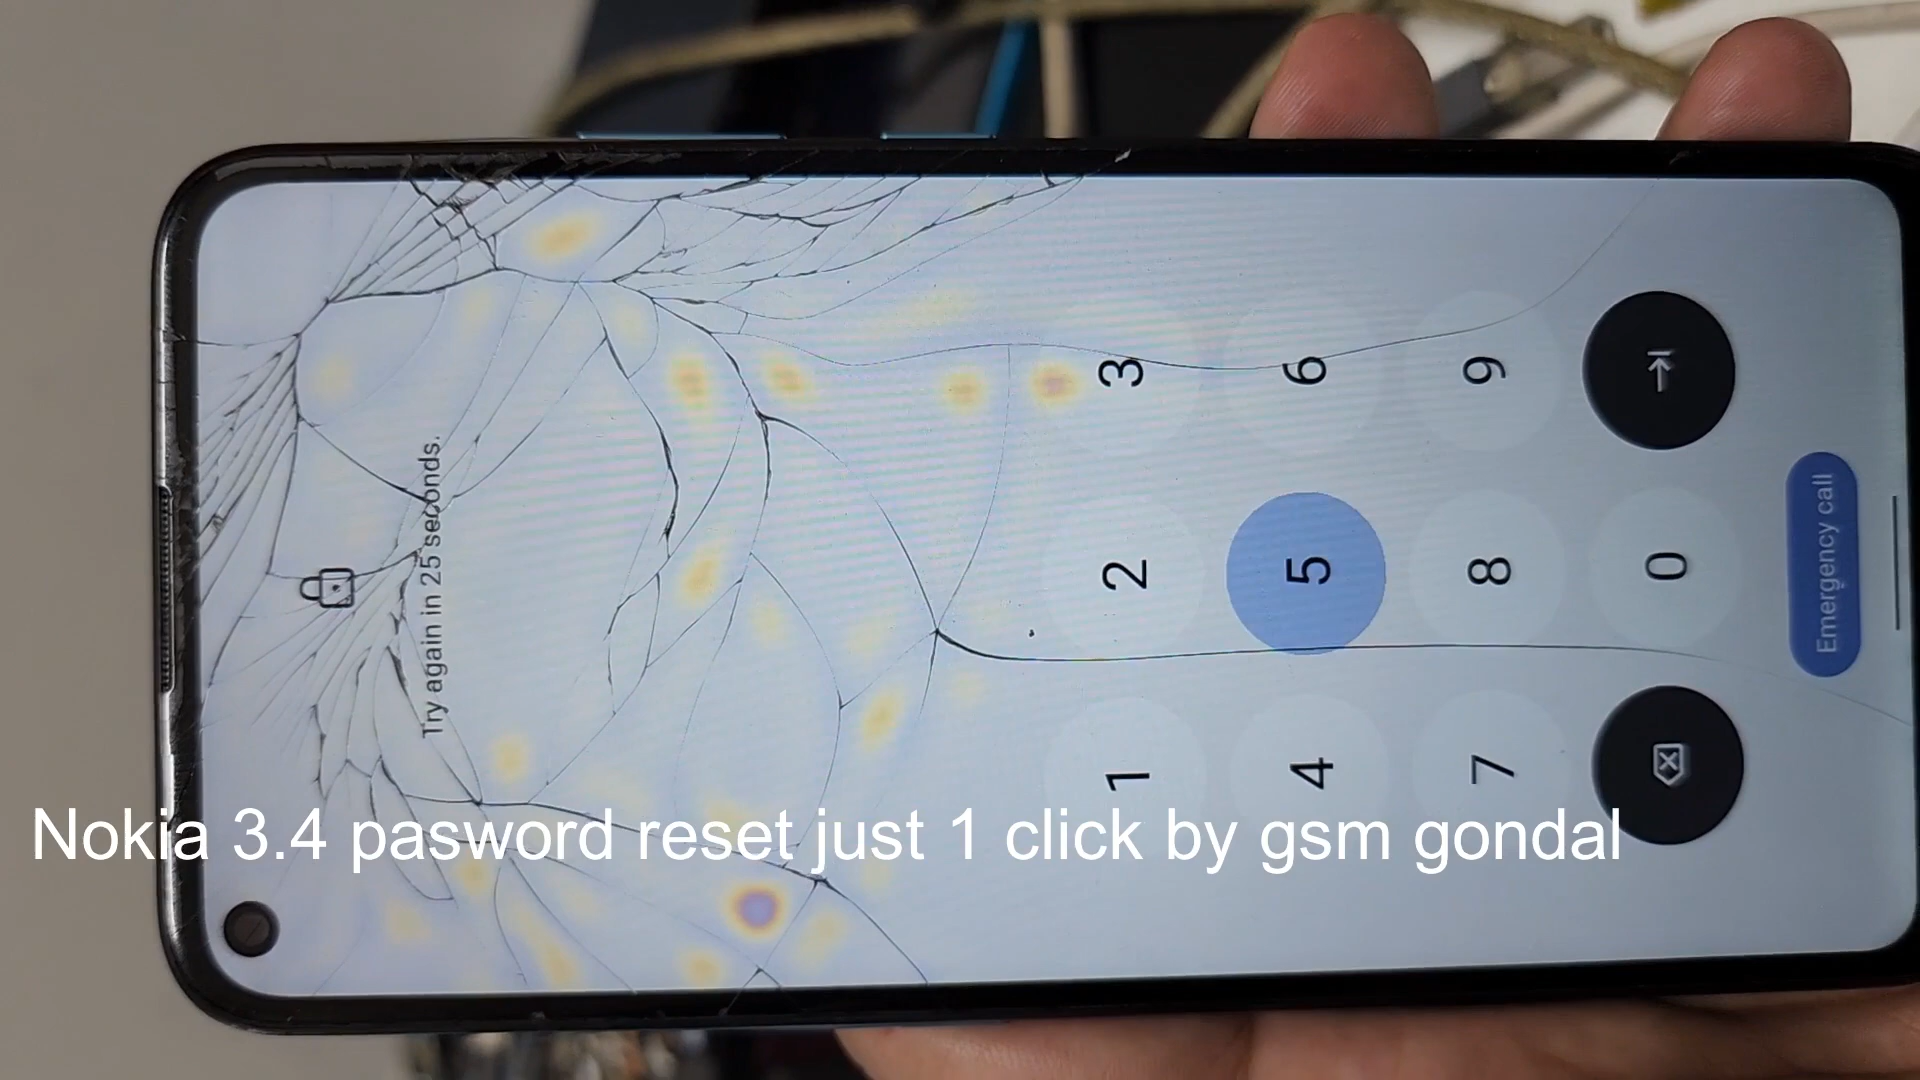 Try again in 25 seconds.
1 2 3
4 5 6
7 8 9
0
Emergency call
Nokia 3.4 pasword reset just 1 click by gsm gondal